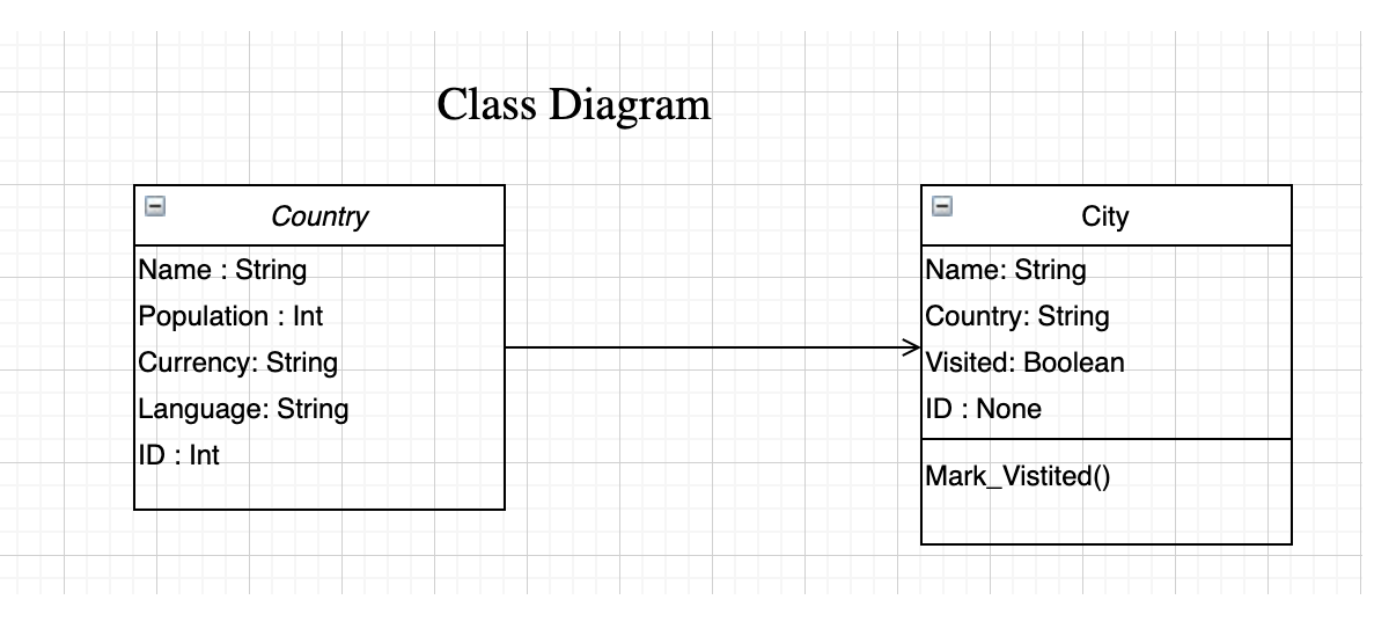 Class Diagram
Country
Name : String
Population : Int
Currency: String
Language: String
ID : Int
City
Name: String
Country: String
Visited: Boolean
ID : None
Mark_Vistited()